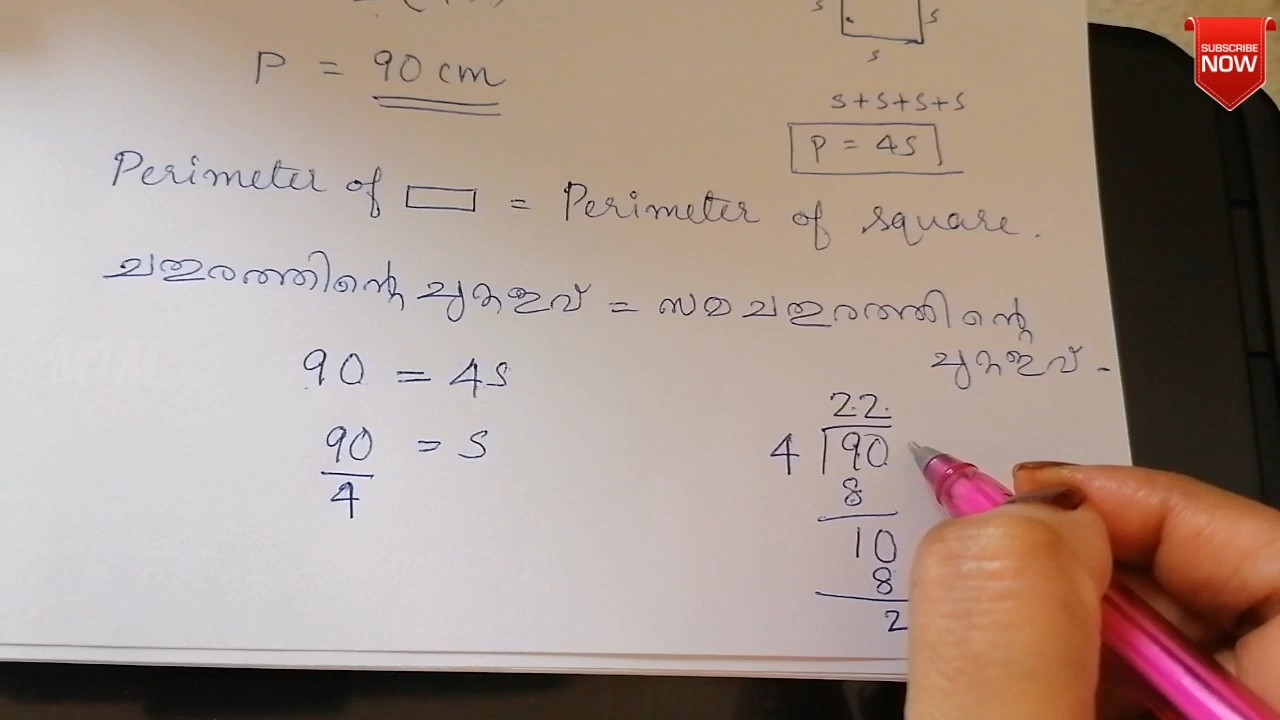 s
s
s
P = 90 cm
s+s+s+s
P = 4s
Perimeter of ▭ = Perimeter of square.
ചതുരത്തിന്റെ ചുറ്റളവ് = സമചതുരത്തിന്റെ
ചുറ്റളവ് -
90 = 4s
90/4 = s
22.
4 90
8
10
8
2
SUBSCRIBE
NOW